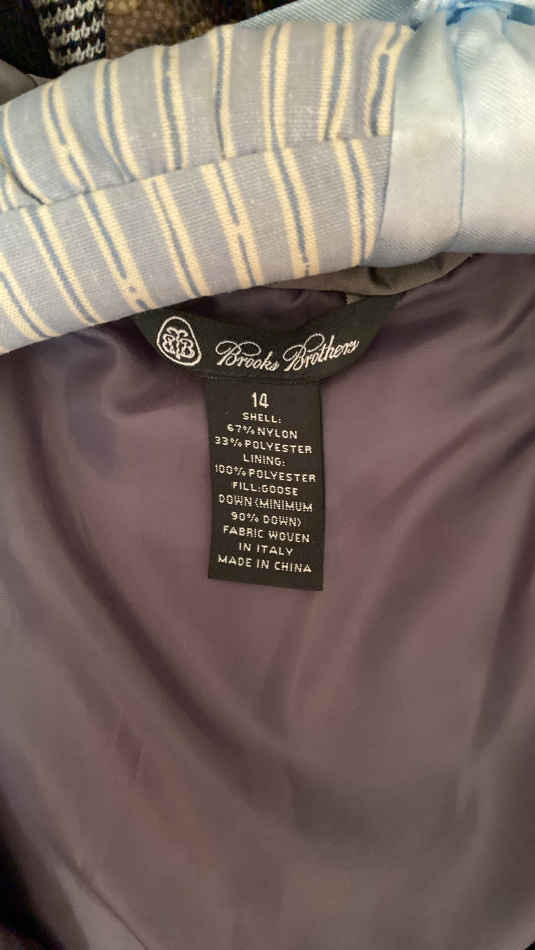 BB Brooks Brothers
14
SHELL:
67% NYLON
33% POLYESTER
LINING:
100% POLYESTER
FILL:GOOSE
DOWN (MINIMUM
90% DOWN)
FABRIC WOVEN
IN ITALY
MADE IN CHINA